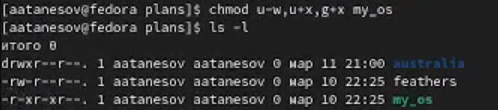 [aatanesov@fedora plans]$ chmod u-w,u+x,g+x my_os
[aatanesov@fedora plans]$ ls -l
итого 0
drwxr--r--. 1 aatanesov aatanesov 0 мар 11 21:00 australia
-rw-r--r--. 1 aatanesov aatanesov 0 мар 10 22:25 feathers
-r-xr-xr--. 1 aatanesov aatanesov 0 мар 10 22:25 my_os